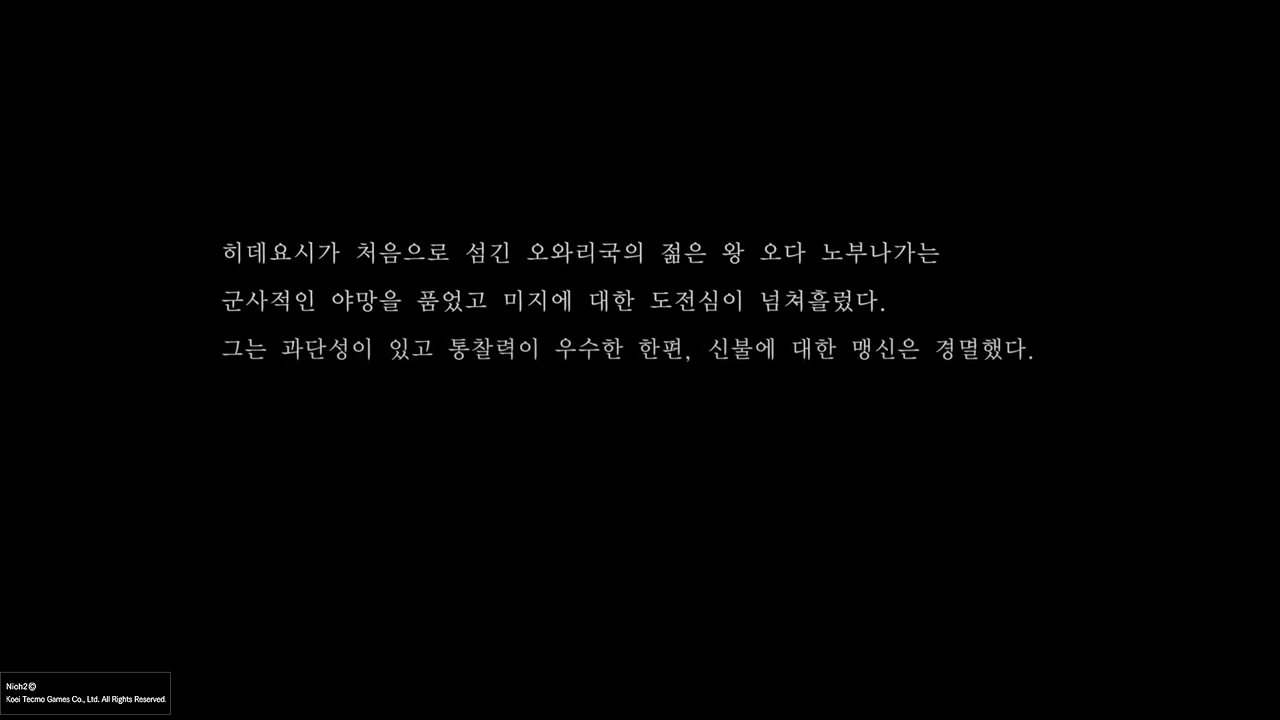 히데요시가 처음으로 섬긴 오와리국의 젊은 왕 오다 노부나가는
군사적인 야망을 품었고 미지에 대한 도전심이 넘쳐흘렀다.
그는 과단성이 있고 통찰력이 우수한 한편, 신불에 대한 맹신은 경멸했다.
Nioh2©
Koei Tecmo Games Co., Ltd. All Rights Reserved.